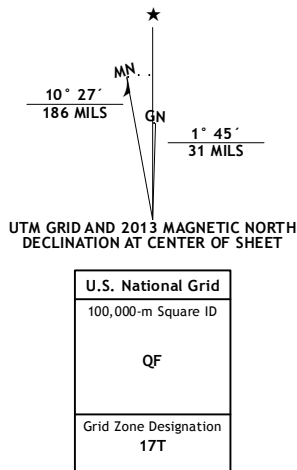 ★
MN
GN
10° 27´
186 MILS
1° 45´
31 MILS
UTM GRID AND 2013 MAGNETIC NORTH
DECLINATION AT CENTER OF SHEET
U.S. National Grid
100,000-m Square ID
QF
Grid Zone Designation
17T